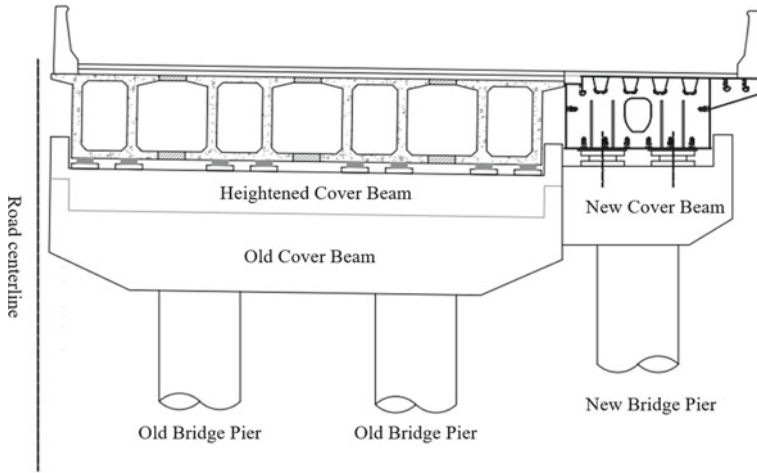 Road centerline
Heightened Cover Beam
New Cover Beam
Old Cover Beam
Old Bridge Pier
Old Bridge Pier
New Bridge Pier